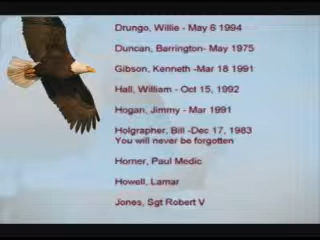 Drungo, Willie - May 6 1994
Duncan, Barrington- May 1975
Gibson, Kenneth -Mar 18 1991
Hall, William - Oct 15, 1992
Hogan, Jimmy - Mar 1991
Holgrapher, Bill -Dec 17, 1983
You will never be forgotten
Horner, Paul Medic
Howell, Lamar
Jones, Sgt Robert V